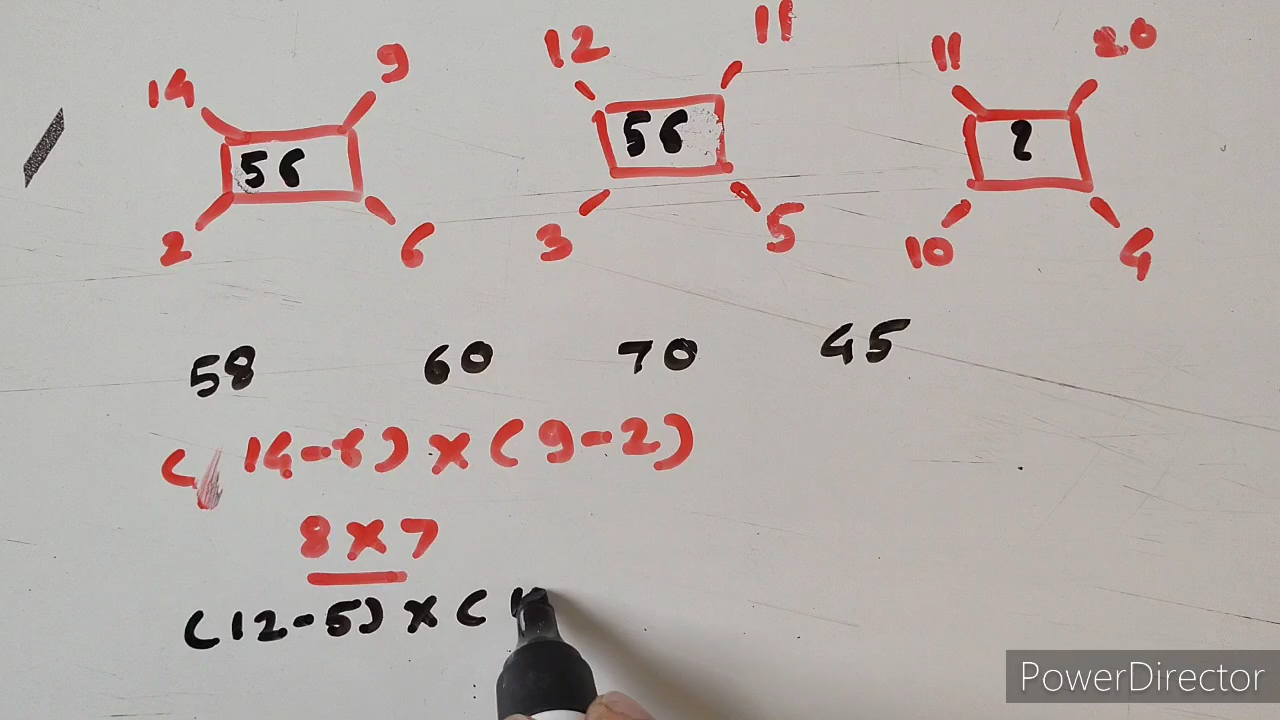 14 9 12 11 11 20
56 56 ?
2 6 3 5 10 4
58 60 70 45
( 14-6) × (9-2)
8×7
(12-5) × (
PowerDirector